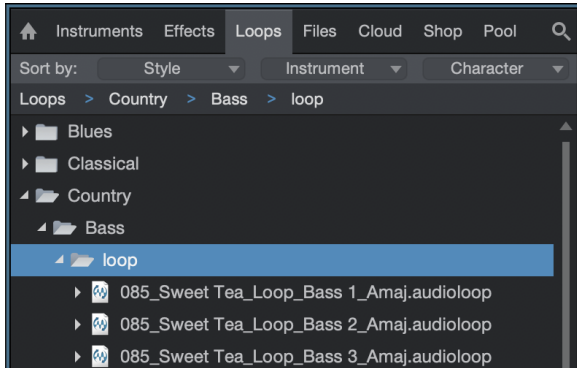 Instruments Effects Loops Files Cloud Shop Pool
Sort by: Style Instrument Character
Loops > Country > Bass > loop
Blues
Classical
Country
Bass
loop
085_Sweet Tea_Loop_Bass 1_Amaj.audioloop
085_Sweet Tea_Loop_Bass 2_Amaj.audioloop
085_Sweet Tea_Loop_Bass 3_Amaj.audioloop